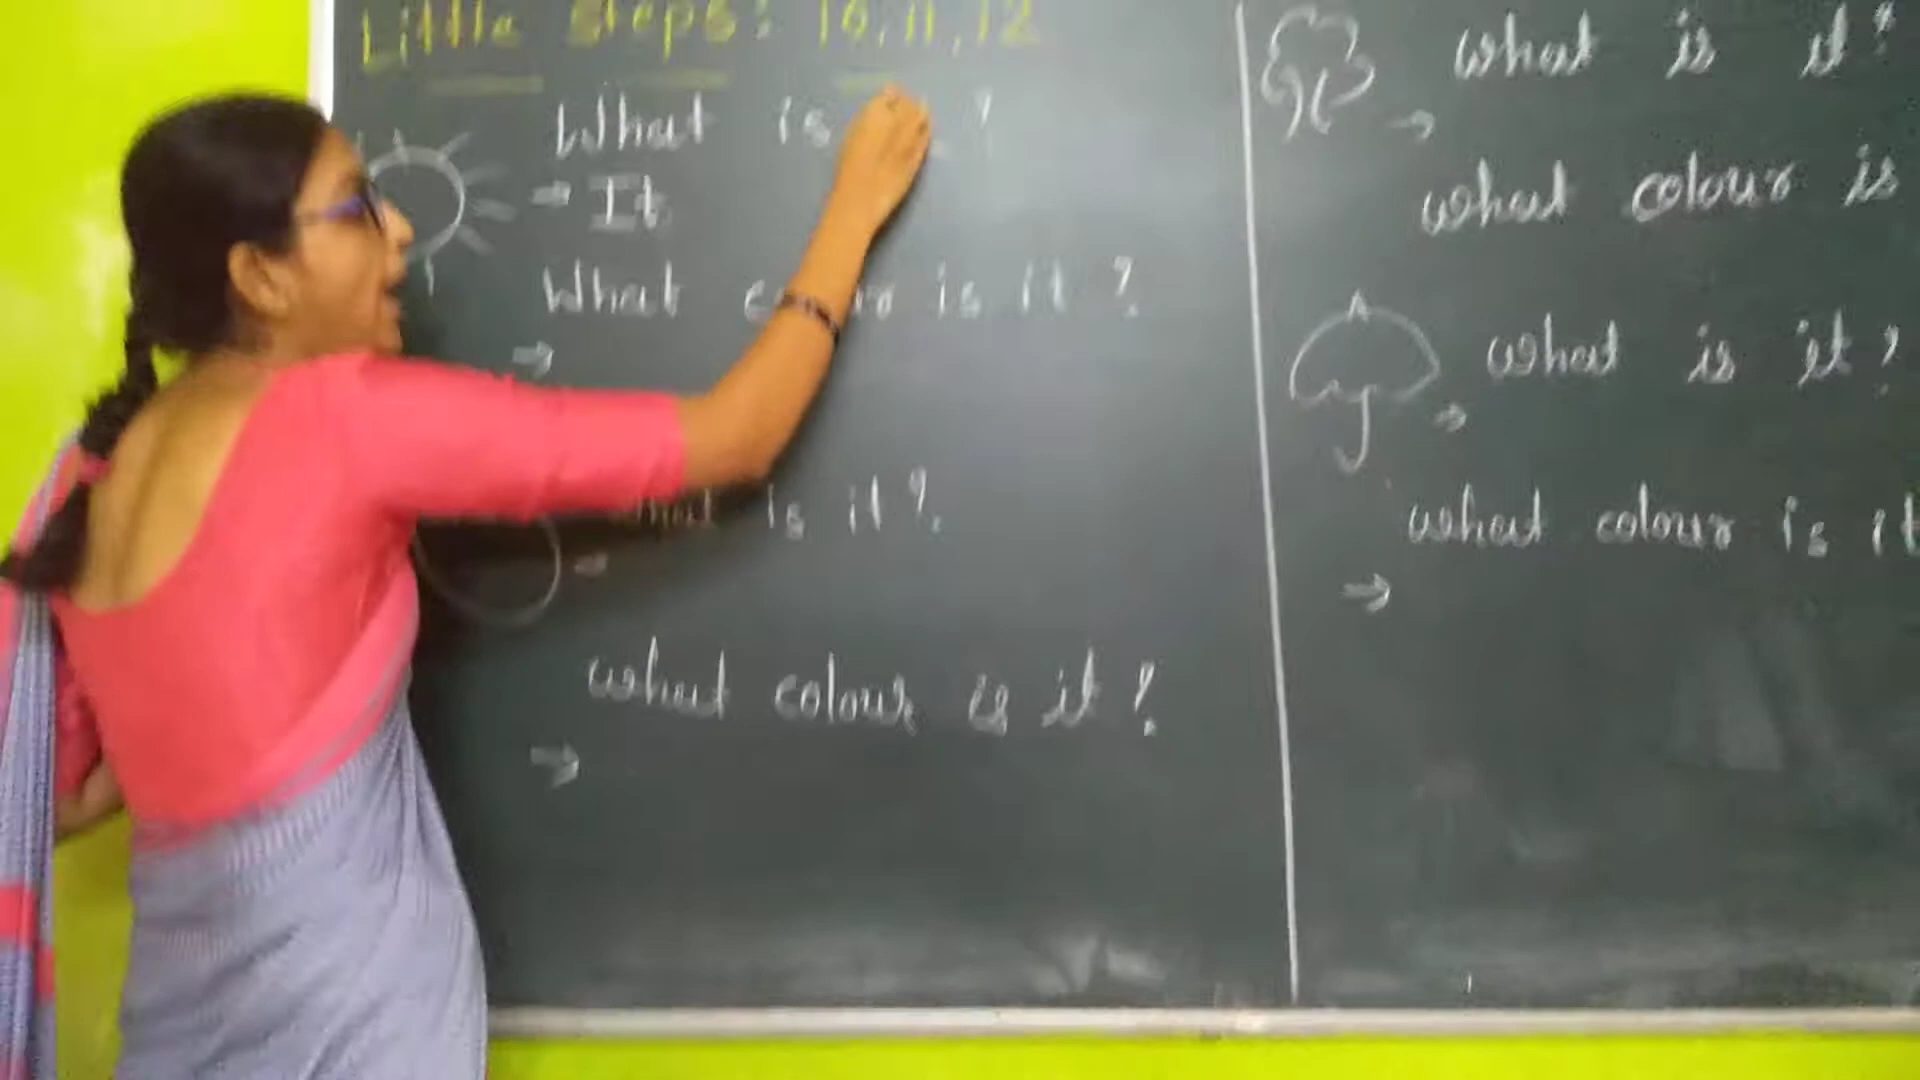 Little Steps: 10,11,12
What is ?
It
What is it?
What is it?
What colour is it?
What is it?
What colour is
What is it?
What colour is it